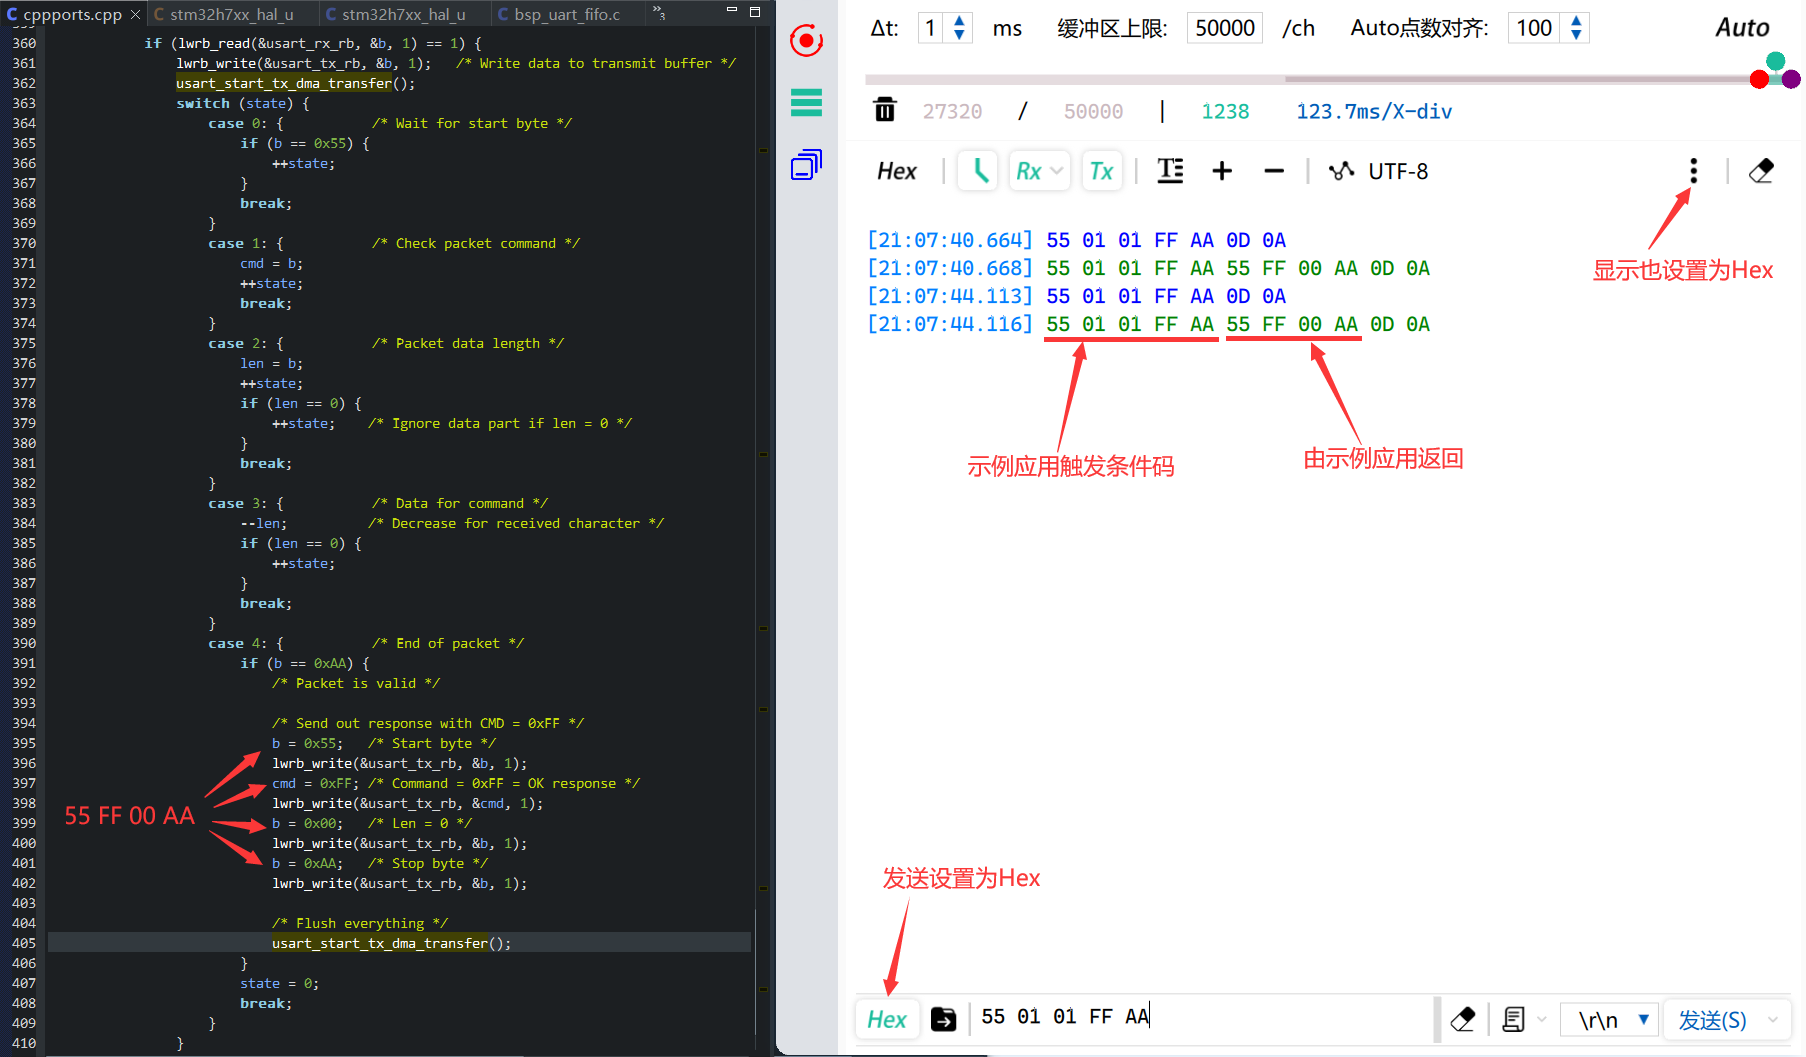 cppports.cpp
stm32h7xx_hal_u
stm32h7xx_hal_u
bsp_uart_fifo.c
3
360 if (lwrb_read(&usart_rx_rb, &b, 1) == 1) {
361 lwrb_write(&usart_tx_rb, &b, 1);   /* Write data to transmit buffer */
362 usart_start_tx_dma_transfer();
363 switch (state) {
364 case 0: {           /* Wait for start byte */
365 if (b == 0x55) {
366 ++state;
367 }
368 break;
369 }
370 case 1: {           /* Check packet command */
371 cmd = b;
372 ++state;
373 break;
374 }
375 case 2: {           /* Packet data length */
376 len = b;
377 ++state;
378 if (len == 0) {
379 ++state;    /* Ignore data part if len = 0 */
380 }
381 break;
382 }
383 case 3: {           /* Data for command */
384 --len;          /* Decrease for received character */
385 if (len == 0) {
386 ++state;
387 }
388 break;
389 }
390 case 4: {           /* End of packet */
391 if (b == 0xAA) {
392 /* Packet is valid */
393
394 /* Send out response with CMD = 0xFF */
395 b = 0x55;   /* Start byte */
396 lwrb_write(&usart_tx_rb, &b, 1);
397 cmd = 0xFF; /* Command = 0xFF = OK response */
398 lwrb_write(&usart_tx_rb, &cmd, 1);
399 b = 0x00;   /* Len = 0 */
400 lwrb_write(&usart_tx_rb, &b, 1);
401 b = 0xAA;   /* Stop byte */
402 lwrb_write(&usart_tx_rb, &b, 1);
403
404 /* Flush everything */
405 usart_start_tx_dma_transfer();
406 }
407 state = 0;
408 break;
409 }
410 }
55 FF 00 AA
Δt: 1 ms 缓冲区上限: 50000 /ch Auto点数对齐: 100 Auto
27320 / 50000 | 1238 123.7ms/X-div
Hex | Rx Tx | T + − | UTF-8
[21:07:40.664] 55 01 01 FF AA 0D 0A
[21:07:40.668] 55 01 01 FF AA 55 FF 00 AA 0D 0A
[21:07:44.113] 55 01 01 FF AA 0D 0A
[21:07:44.116] 55 01 01 FF AA 55 FF 00 AA 0D 0A
显示也设置为Hex
示例应用触发条件码
由示例应用返回
发送设置为Hex
Hex 55 01 01 FF AA \r\n 发送(S)